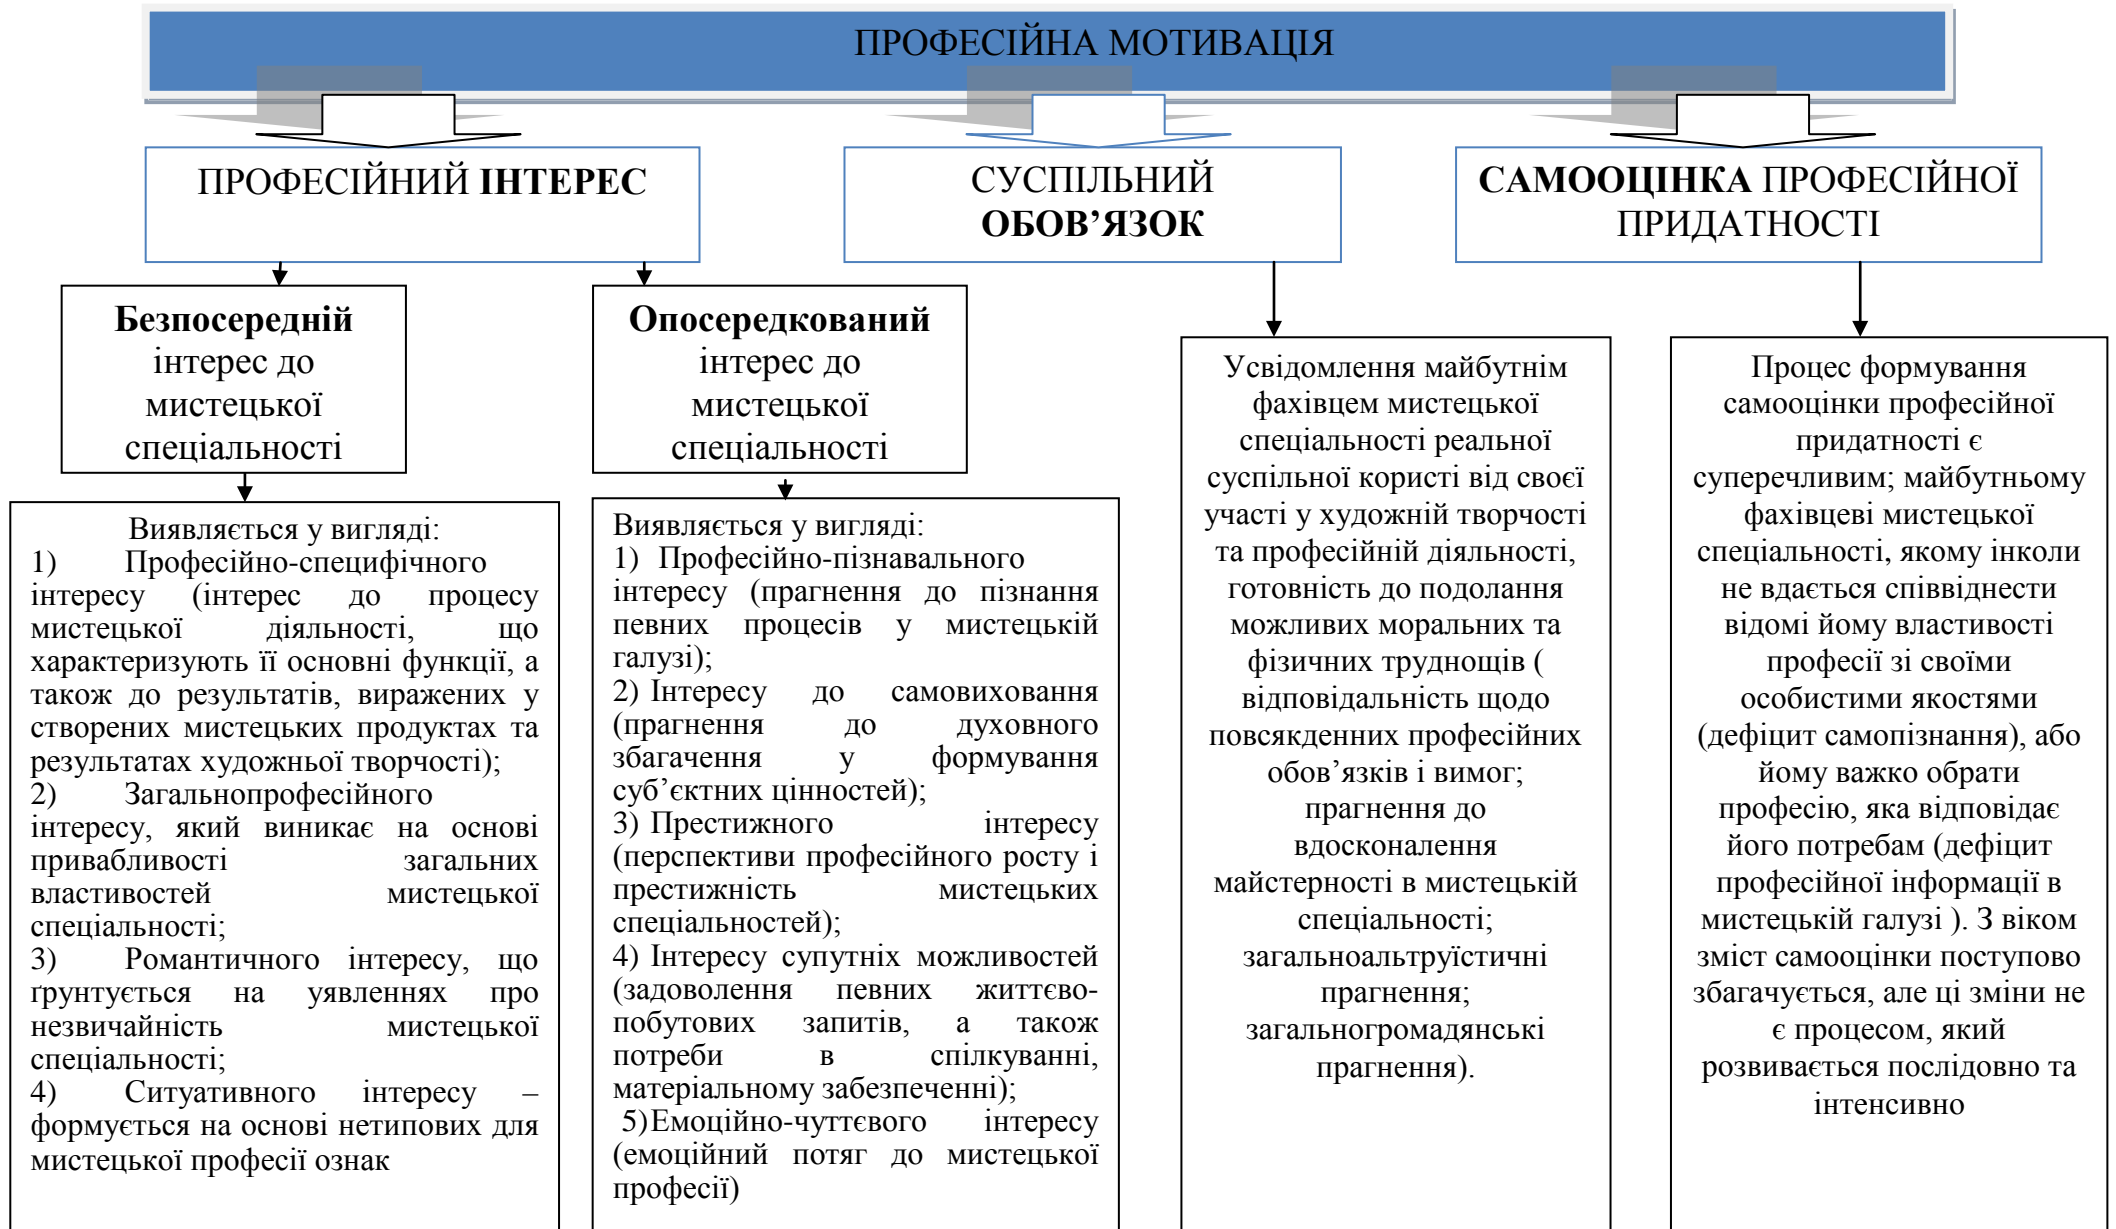 ПРОФЕСІЙНА МОТИВАЦІЯ
ПРОФЕСІЙНИЙ ІНТЕРЕС
СУСПІЛЬНИЙ
ОБОВ’ЯЗОК
САМООЦІНКА ПРОФЕСІЙНОЇ
ПРИДАТНОСТІ
Безпосередній
інтерес до
мистецької
спеціальності
Опосередкований
інтерес до
мистецької
спеціальності
Виявляється у вигляді:
1) Професійно-специфічного
інтересу (інтерес до процесу
мистецької діяльності, що
характеризують її основні функції, а
також до результатів, виражених у
створених мистецьких продуктах та
результатах художньої творчості);
2) Загальнопрофесійного
інтересу, який виникає на основі
привабливості загальних
властивостей мистецької
спеціальності;
3) Романтичного інтересу, що
ґрунтується на уявленнях про
незвичайність мистецької
спеціальності;
4) Ситуативного інтересу –
формується на основі нетипових для
мистецької професії ознак
Виявляється у вигляді:
1) Професійно-пізнавального
інтересу (прагнення до пізнання
певних процесів у мистецькій
галузі);
2) Інтересу до самовиховання
(прагнення до духовного
збагачення у формування
суб’єктних цінностей);
3) Престижного інтересу
(перспективи професійного росту і
престижність мистецьких
спеціальностей);
4) Інтересу супутніх можливостей
(задоволення певних життєво-
побутових запитів, а також
потреби в спілкуванні,
матеріальному забезпеченні);
5)Емоційно-чуттєвого інтересу
(емоційний потяг до мистецької
професії)
Усвідомлення майбутнім
фахівцем мистецької
спеціальності реальної
суспільної користі від своєї
участі у художній творчості
та професійній діяльності,
готовність до подолання
можливих моральних та
фізичних труднощів (
відповідальність щодо
повсякденних професійних
обов’язків і вимог;
прагнення до
вдосконалення
майстерності в мистецькій
спеціальності;
загальноальтруїстичні
прагнення;
загальногромадянські
прагнення).
Процес формування
самооцінки професійної
придатності є
суперечливим; майбутньому
фахівцеві мистецької
спеціальності, якому інколи
не вдається співвіднести
відомі йому властивості
професії зі своїми
особистими якостями
(дефіцит самопізнання), або
йому важко обрати
професію, яка відповідає
його потребам (дефіцит
професійної інформації в
мистецькій галузі ). З віком
зміст самооцінки поступово
збагачується, але ці зміни не
є процесом, який
розвивається послідовно та
інтенсивно